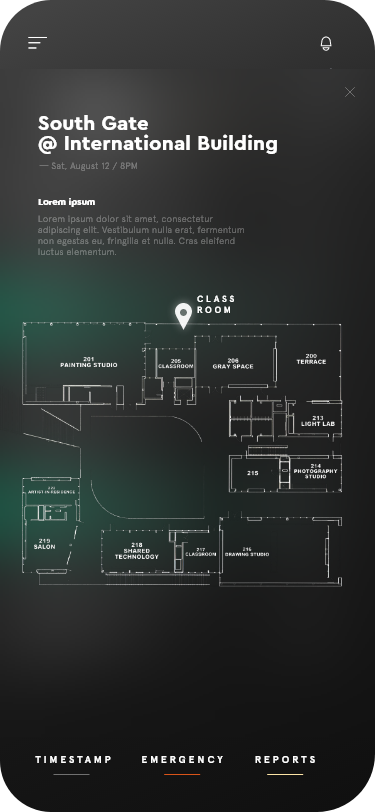 South Gate
@ International Building
— Sat, August 12 / 8PM
Lorem ipsum
Lorem ipsum dolor sit amet, consectetur
adipiscing elit. Vestibulum nulla erat, fermentum
non egestas eu, fringilla et nulla. Cras eleifend
luctus elementum.
CLASS
ROOM
201
PAINTING STUDIO
205
CLASSROOM
206
GRAY SPACE
200
TERRACE
213
LIGHT LAB
215
214
PHOTOGRAPHY
STUDIO
ARTIST IN RESIDENCE
219
SALON
218
SHARED
TECHNOLOGY
217
CLASSROOM
216
DRAWING STUDIO
TIMESTAMP
EMERGENCY
REPORTS